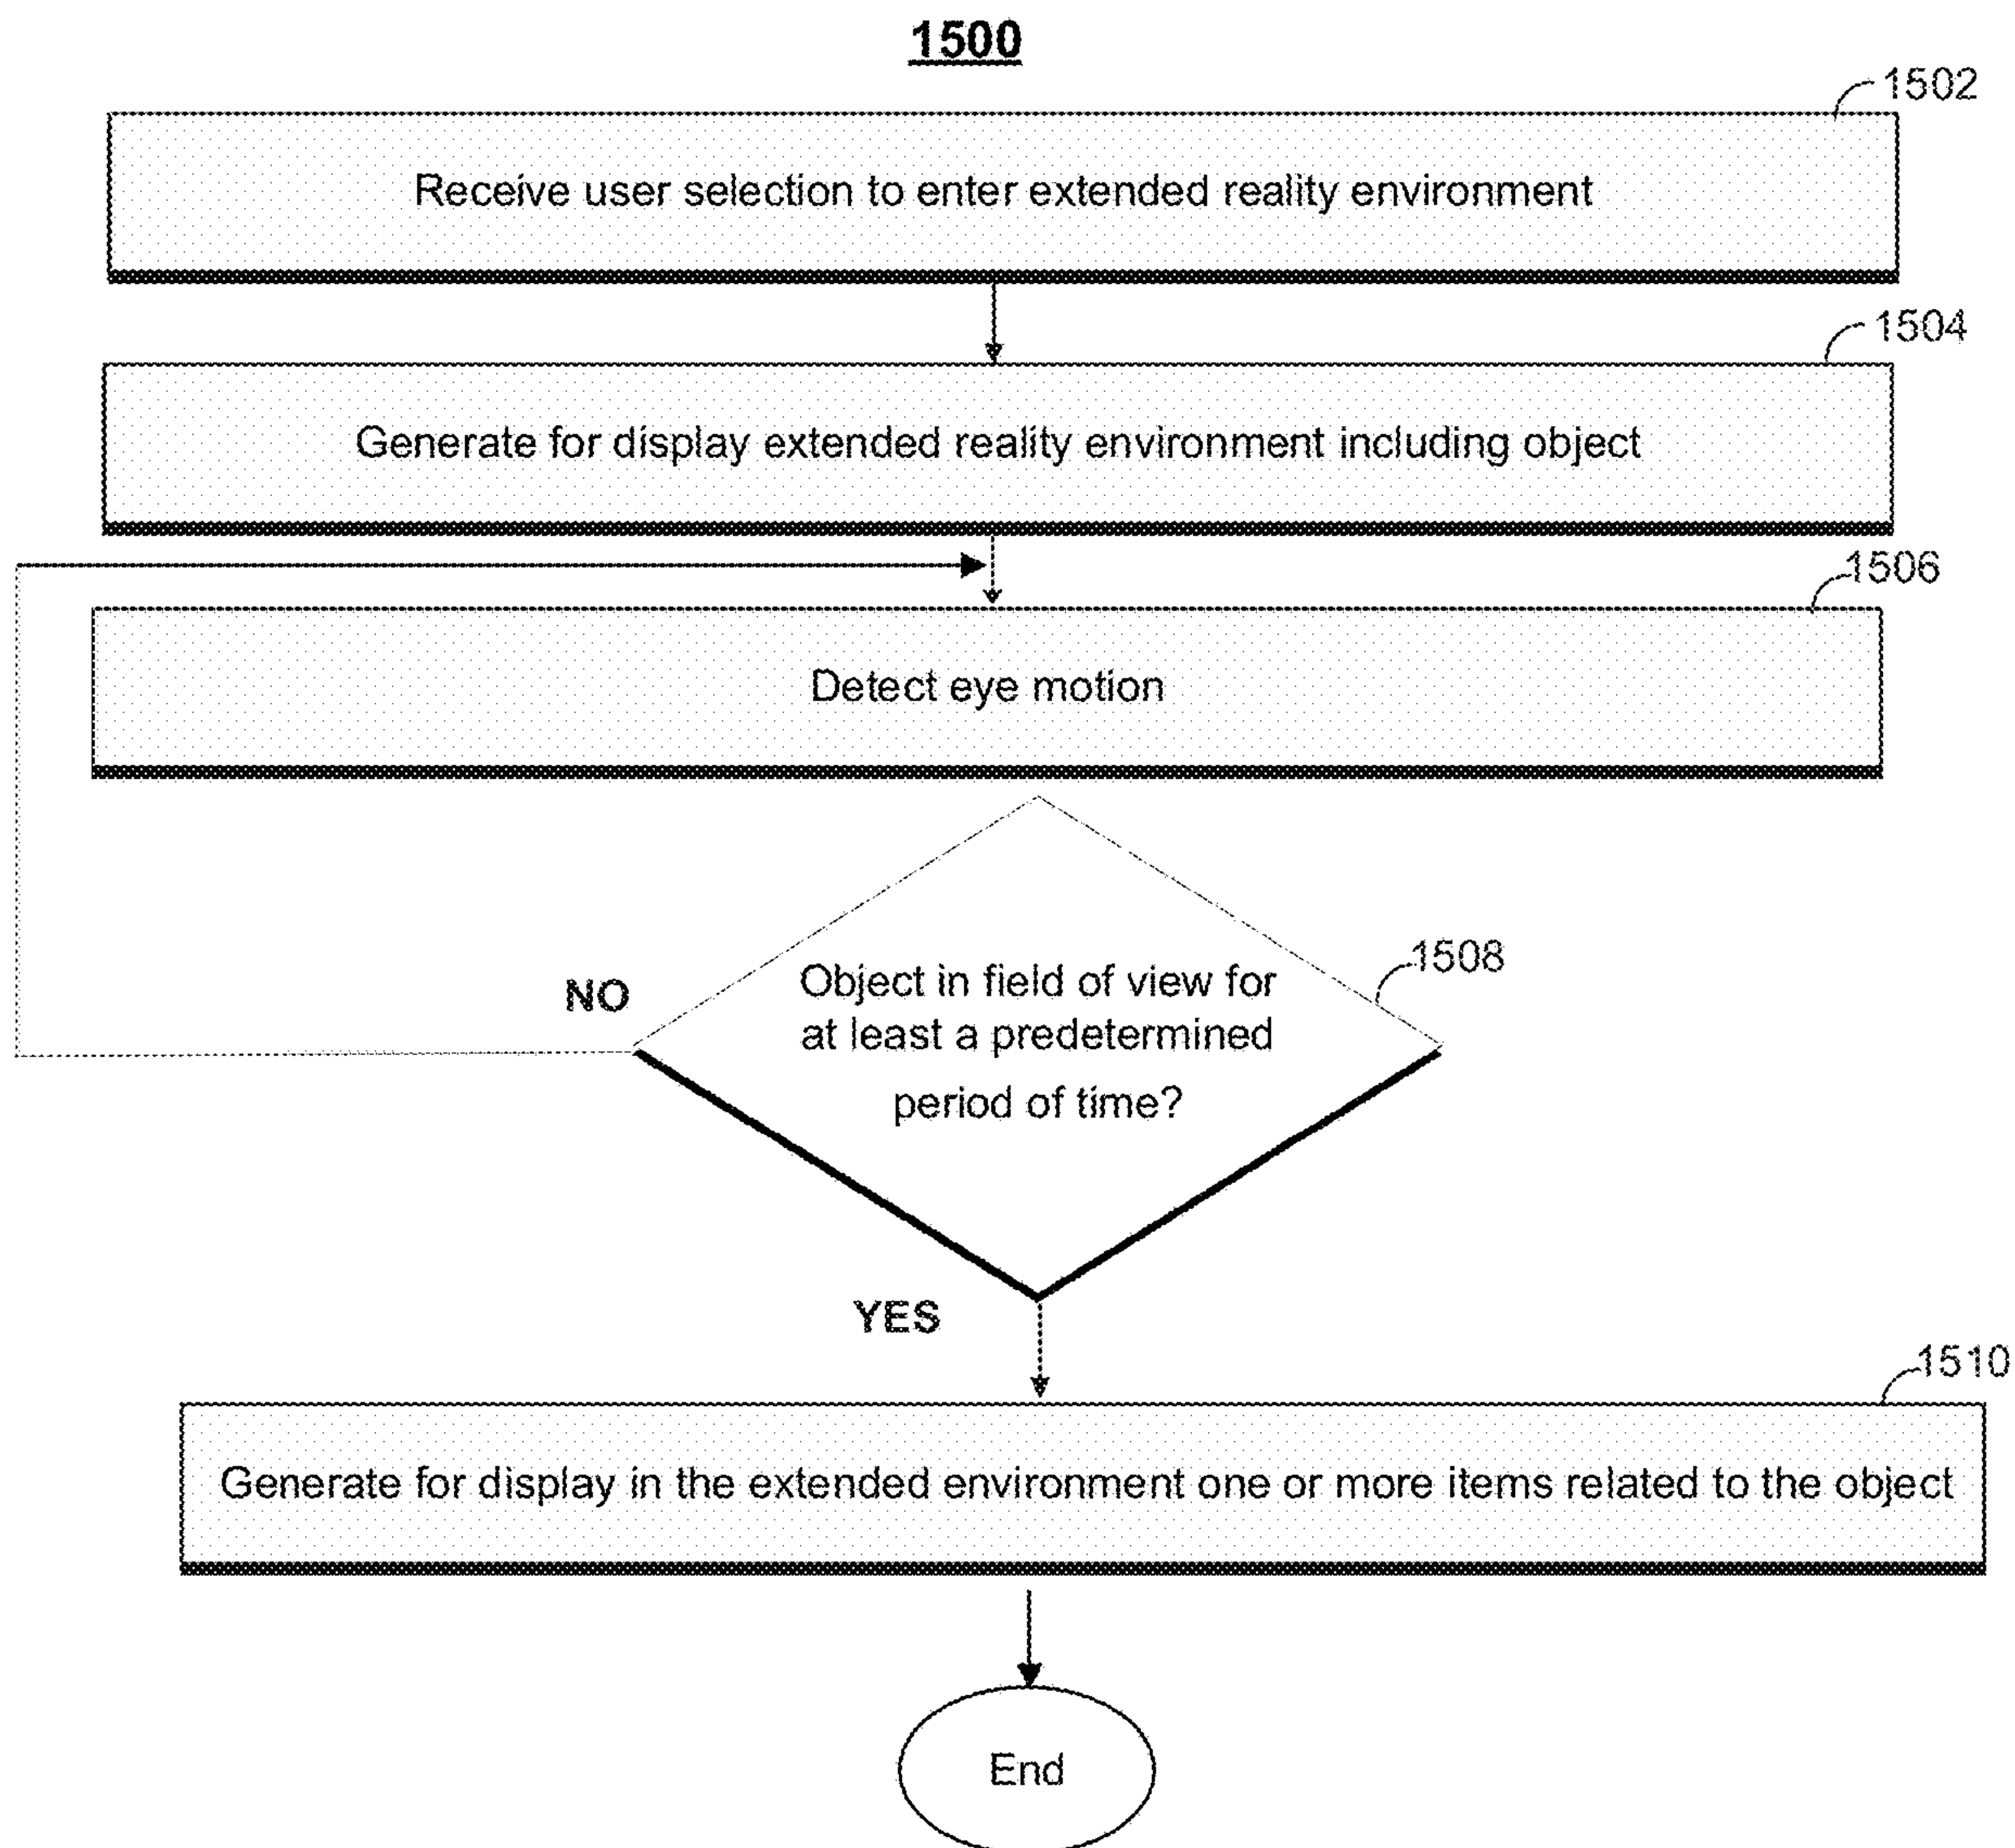 1500
1502
Receive user selection to enter extended reality environment
1504
Generate for display extended reality environment including object
1506
Detect eye motion
1508
NO
Object in field of view for
at least a predetermined
period of time?
YES
1510
Generate for display in the extended environment one or more items related to the object
End